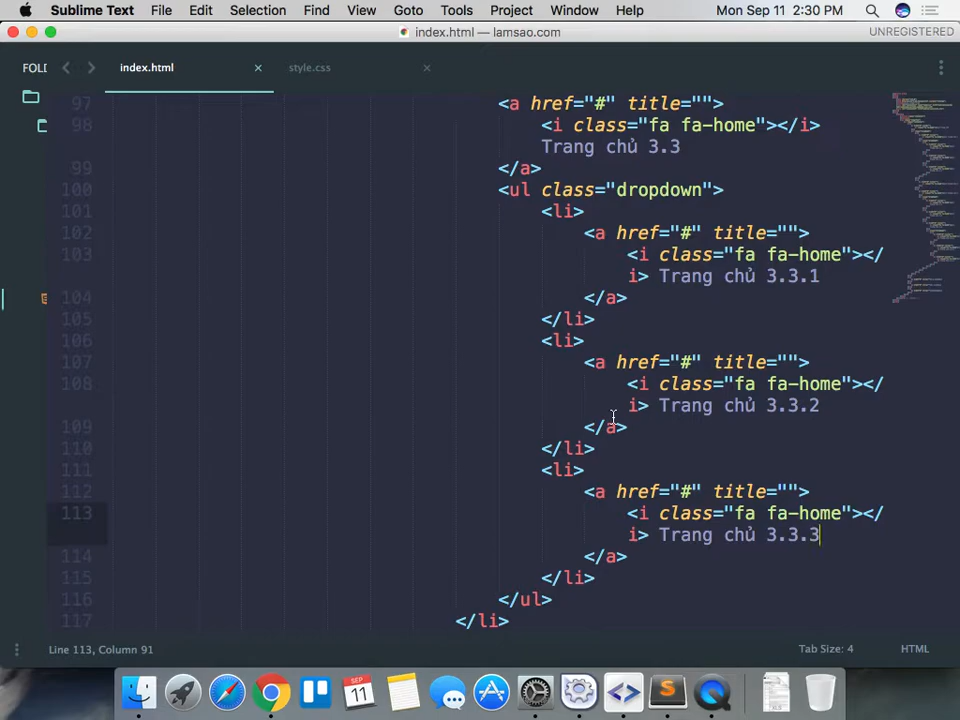 Sublime Text File Edit Selection Find View Goto Tools Project Window Help Mon Sep 11 2:30 PM
index.html — lamsao.com UNREGISTERED
FOLD index.html × style.css ×
97 <a href="#" title="">
98 <i class="fa fa-home"></i>
Trang chủ 3.3
99 </a>
100 <ul class="dropdown">
101 <li>
102 <a href="#" title="">
103 <i class="fa fa-home"></
i> Trang chủ 3.3.1
104 </a>
105 </li>
106 <li>
107 <a href="#" title="">
108 <i class="fa fa-home"></
i> Trang chủ 3.3.2
109 </a>
110 </li>
111 <li>
112 <a href="#" title="">
113 <i class="fa fa-home"></
i> Trang chủ 3.3.3
114 </a>
115 </li>
116 </ul>
117 </li>
Line 113, Column 91 Tab Size: 4 HTML
SEP
11